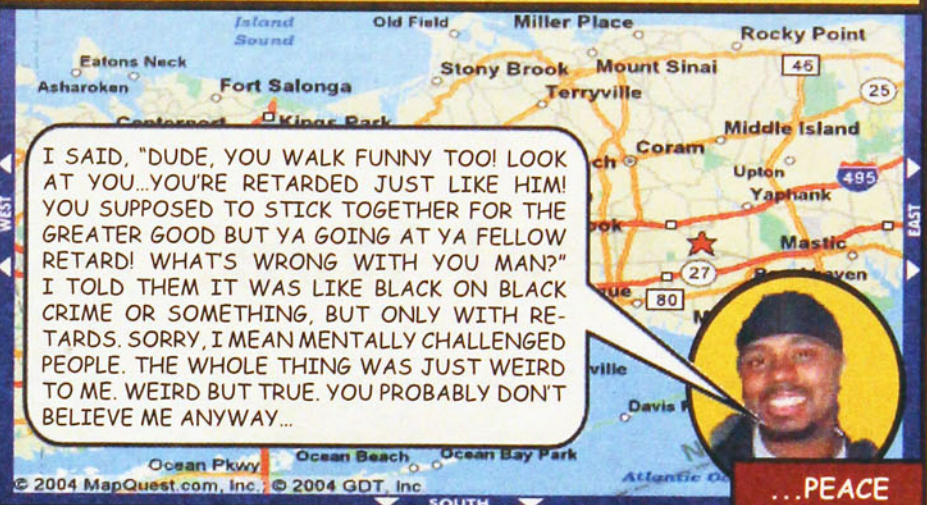 Island
Sound
Old Field
Miller Place
Rocky Point
Eatons Neck
Asharoken
Fort Salonga
Stony Brook
Mount Sinai
46
25
Terryville
Centerport
Kings Park
Middle Island
Coram
Upton
495
Yaphank
WEST
EAST
I SAID, "DUDE, YOU WALK FUNNY TOO! LOOK
AT YOU...YOU'RE RETARDED JUST LIKE HIM!
YOU SUPPOSED TO STICK TOGETHER FOR THE
GREATER GOOD BUT YA GOING AT YA FELLOW
RETARD! WHAT'S WRONG WITH YOU MAN?"
I TOLD THEM IT WAS LIKE BLACK ON BLACK
CRIME OR SOMETHING, BUT ONLY WITH RE-
TARDS. SORRY, I MEAN MENTALLY CHALLENGED
PEOPLE. THE WHOLE THING WAS JUST WEIRD
TO ME. WEIRD BUT TRUE. YOU PROBABLY DON'T
BELIEVE ME ANYWAY...
Mastic
27
80
ville
Davis
Ocean Pkwy
Ocean Beach
Ocean Bay Park
Atlantic
© 2004 MapQuest.com, Inc.; © 2004 GDT, Inc
SOUTH
...PEACE